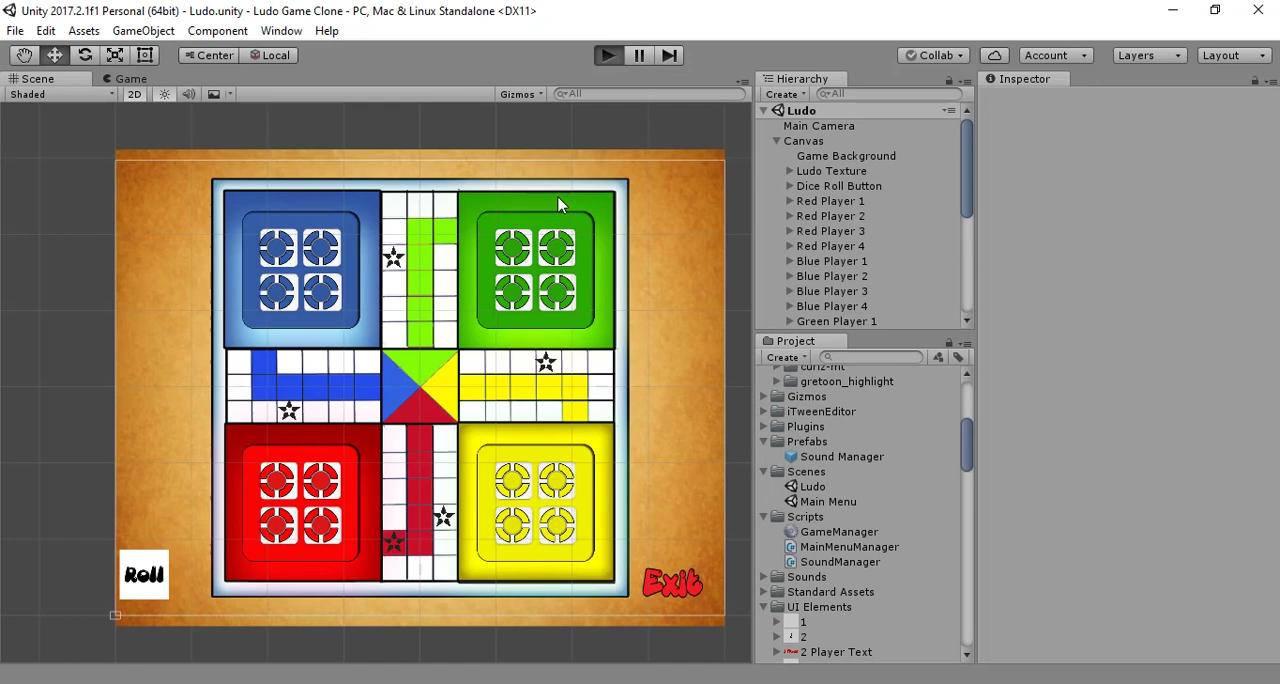 Unity 2017.2.1f1 Personal (64bit) - Ludo.unity - Ludo Game Clone - PC, Mac & Linux Standalone <DX11>
File Edit Assets GameObject Component Window Help
Center Local Collab Account Layers Layout
Scene Game Hierarchy Inspector
Shaded 2D Gizmos All Create All
Ludo
Main Camera
Canvas
Game Background
Ludo Texture
Dice Roll Button
Red Player 1
Red Player 2
Red Player 3
Red Player 4
Blue Player 1
Blue Player 2
Blue Player 3
Blue Player 4
Green Player 1
Project
Create
gretoon_highlight
Gizmos
iTweenEditor
Plugins
Prefabs
Sound Manager
Scenes
Ludo
Main Menu
Scripts
GameManager
MainMenuManager
SoundManager
Sounds
Standard Assets
UI Elements
1
2
2 Player Text
Roll
Exit